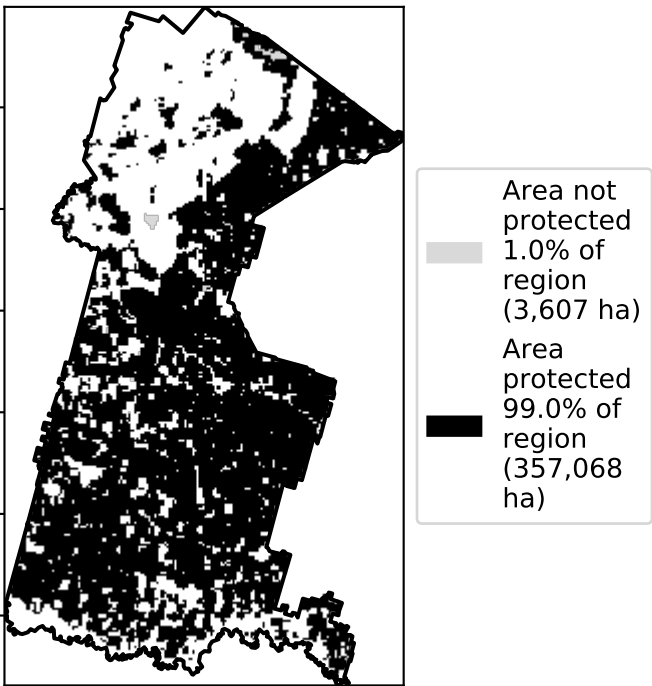 Area not
protected
1.0% of
region
(3,607 ha)
Area
protected
99.0% of
region
(357,068
ha)